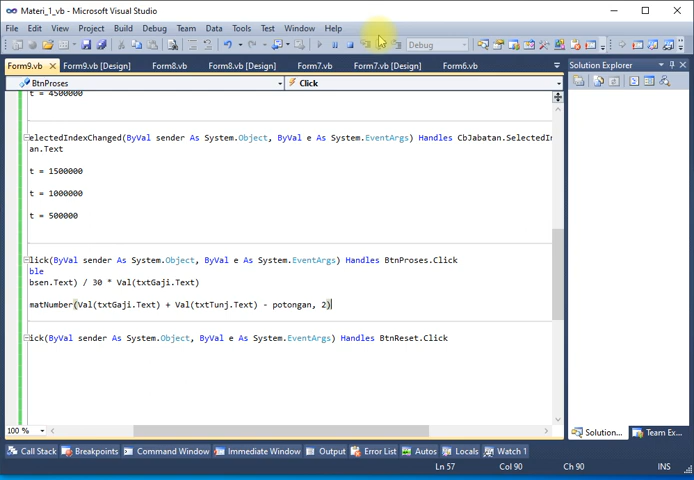 Materi_1_vb - Microsoft Visual Studio
File Edit View Project Build Debug Team Data Tools Test Window Help
Debug
Form9.vb Form9.vb [Design] Form8.vb Form8.vb [Design] Form7.vb Form7.vb [Design] Form6.vb
Solution Explorer
BtnProses Click
t = 4500000
electedIndexChanged(ByVal sender As System.Object, ByVal e As System.EventArgs) Handles CbJabatan.SelectedIn
an.Text
t = 1500000
t = 1000000
t = 500000
lick(ByVal sender As System.Object, ByVal e As System.EventArgs) Handles BtnProses.Click
ble
bsen.Text) / 30 * Val(txtGaji.Text)
matNumber(Val(txtGaji.Text) + Val(txtTunj.Text) - potongan, 2)
ick(ByVal sender As System.Object, ByVal e As System.EventArgs) Handles BtnReset.Click
100 %
Solution... Team Ex...
Call Stack Breakpoints Command Window Immediate Window Output Error List Autos Locals Watch 1
Ln 57 Col 90 Ch 90 INS